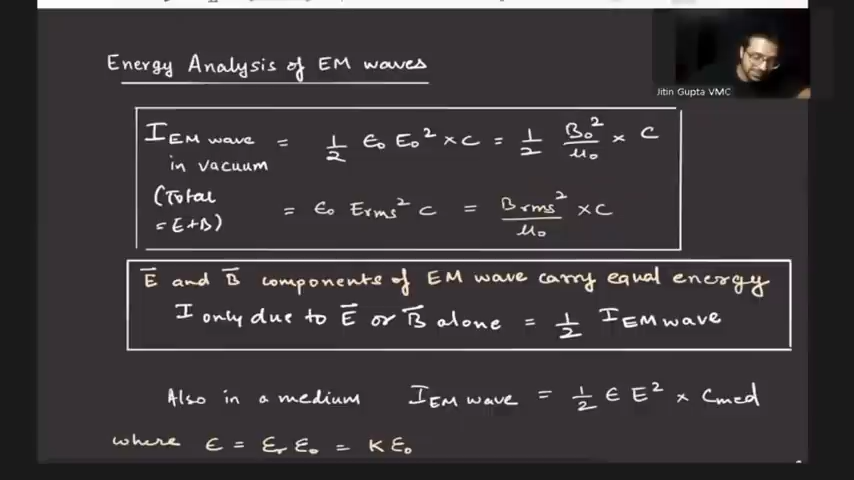 Jitin Gupta VMC
Energy Analysis of EM waves
I EM wave in vacuum (Total = E+B) = 1/2 ε₀ E₀² × C = 1/2 B₀²/μ₀ × C
= ε₀ Erms² C = Brms²/μ₀ × C
E⃗ and B⃗ components of EM wave carry equal energy
I only due to E⃗ or B⃗ alone = 1/2 I EM wave
Also in a medium I EM wave = 1/2 ε E² × Cmed
where ε = εr ε₀ = K ε₀